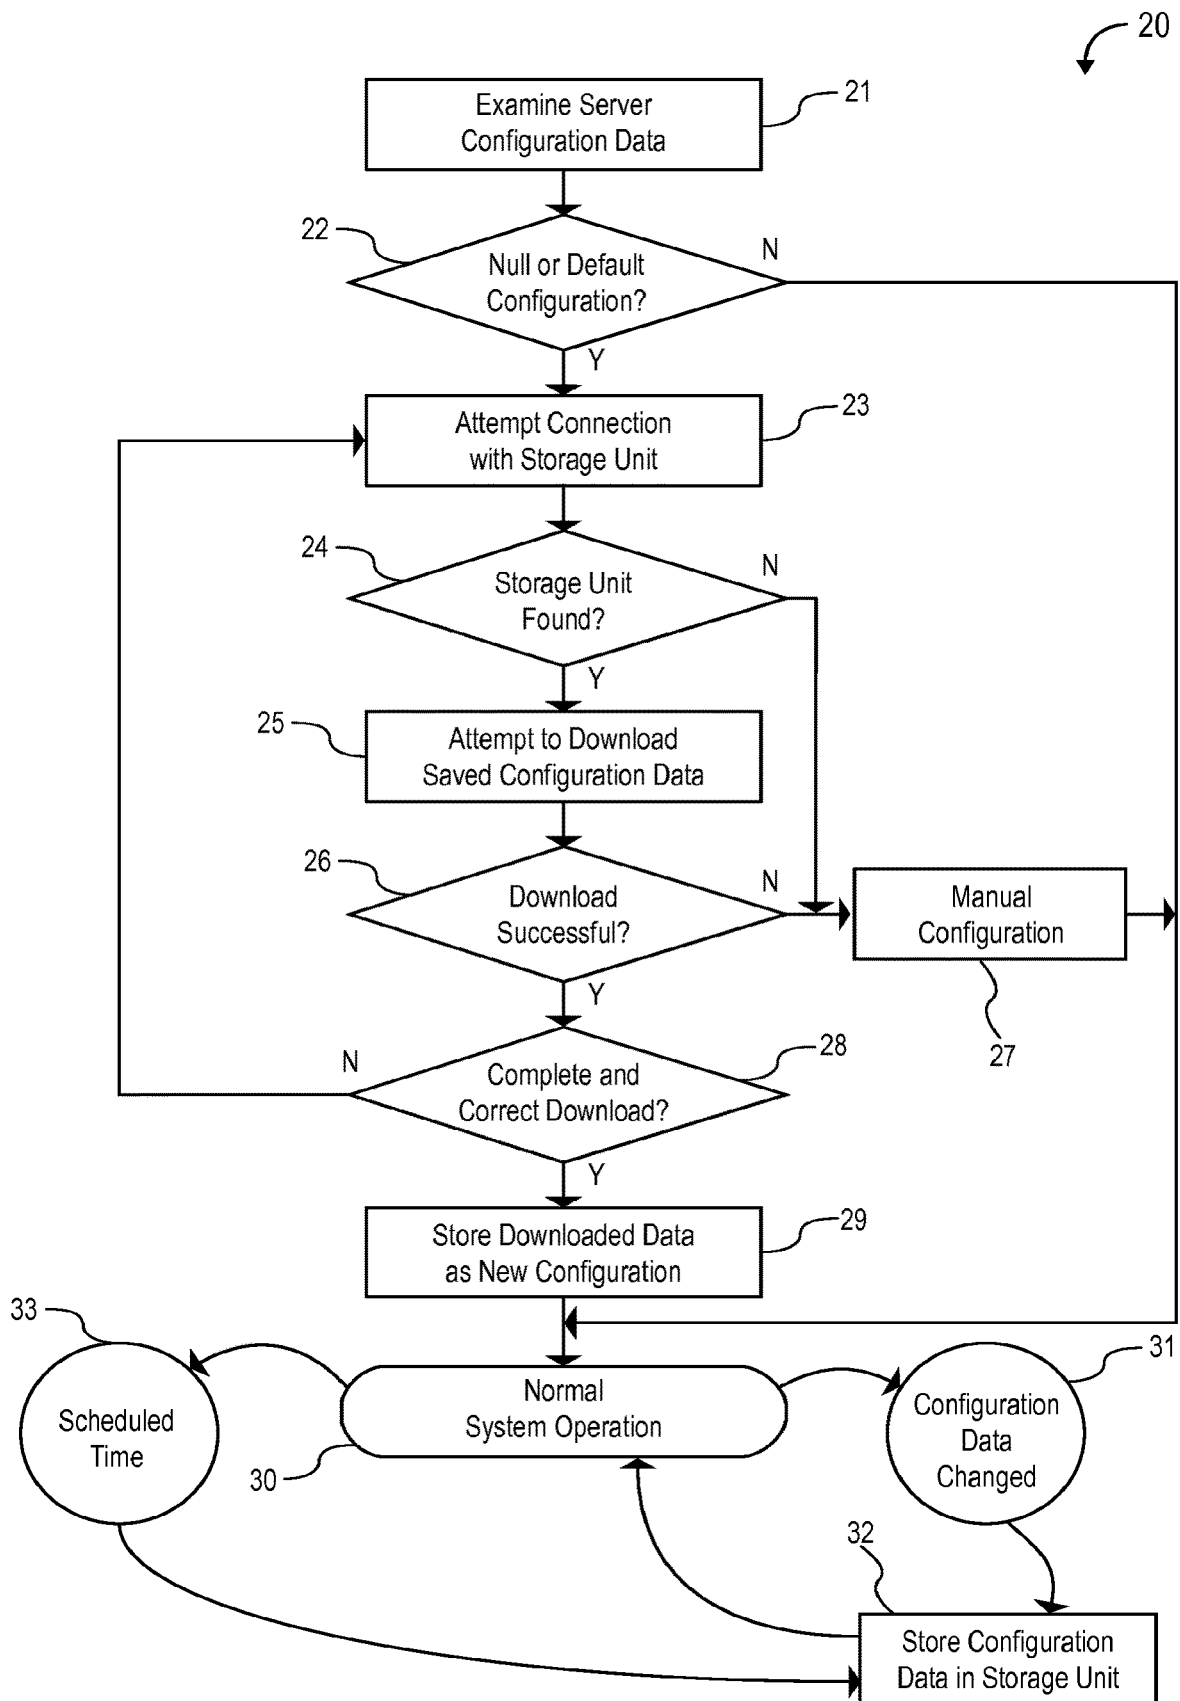 20
Examine Server
Configuration Data
21
22
Null or Default
Configuration?
N
Y
Attempt Connection
with Storage Unit
23
24
Storage Unit
Found?
N
Y
25
Attempt to Download
Saved Configuration Data
26
Download
Successful?
N
Manual
Configuration
27
Y
N
Complete and
Correct Download?
28
Y
Store Downloaded Data
as New Configuration
29
33
Scheduled
Time
Normal
System Operation
30
31
Configuration
Data
Changed
32
Store Configuration
Data in Storage Unit